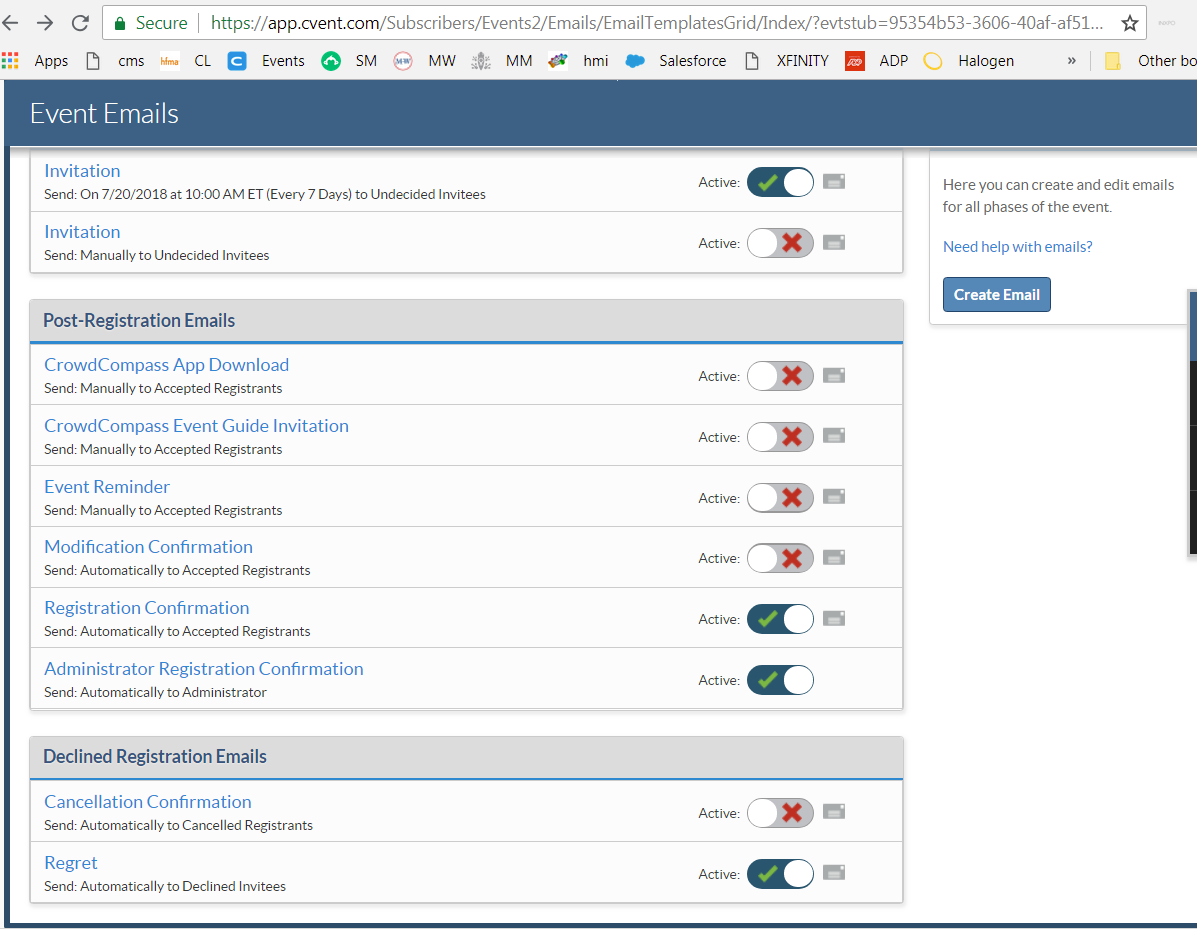 Secure https://app.cvent.com/Subscribers/Events2/Emails/EmailTemplatesGrid/Index/?evtstub=95354b53-3606-40af-af51...
Apps cms hfma CL C Events SM MW MW MM hmi Salesforce XFINITY ADP ADP Halogen » Other bo
Event Emails
Invitation
Send: On 7/20/2018 at 10:00 AM ET (Every 7 Days) to Undecided Invitees
Active:
Invitation
Send: Manually to Undecided Invitees
Active:
Here you can create and edit emails
for all phases of the event.
Need help with emails?
Create Email
Post-Registration Emails
CrowdCompass App Download
Send: Manually to Accepted Registrants
Active:
CrowdCompass Event Guide Invitation
Send: Manually to Accepted Registrants
Active:
Event Reminder
Send: Manually to Accepted Registrants
Active:
Modification Confirmation
Send: Automatically to Accepted Registrants
Active:
Registration Confirmation
Send: Automatically to Accepted Registrants
Active:
Administrator Registration Confirmation
Send: Automatically to Administrator
Active:
Declined Registration Emails
Cancellation Confirmation
Send: Automatically to Cancelled Registrants
Active:
Regret
Send: Automatically to Declined Invitees
Active: